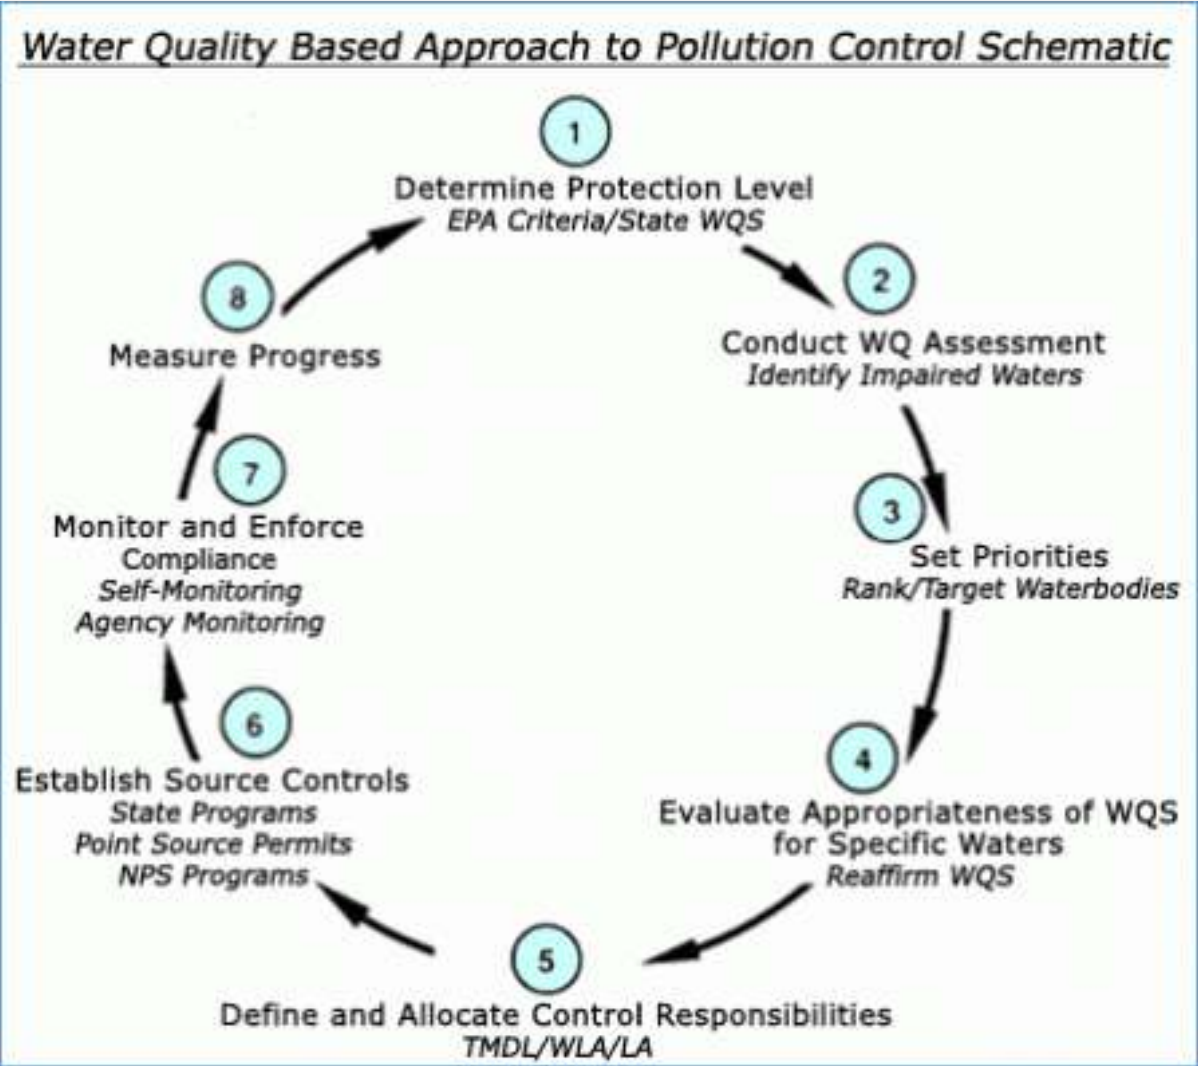 Water Quality Based Approach to Pollution Control Schematic
1
Determine Protection Level
EPA Criteria/State WQS
2
Conduct WQ Assessment
Identify Impaired Waters
3
Set Priorities
Rank/Target Waterbodies
4
Evaluate Appropriateness of WQS
for Specific Waters
Reaffirm WQS
5
Define and Allocate Control Responsibilities
TMDL/WLA/LA
6
Establish Source Controls
State Programs
Point Source Permits
NPS Programs
7
Monitor and Enforce
Compliance
Self-Monitoring
Agency Monitoring
8
Measure Progress